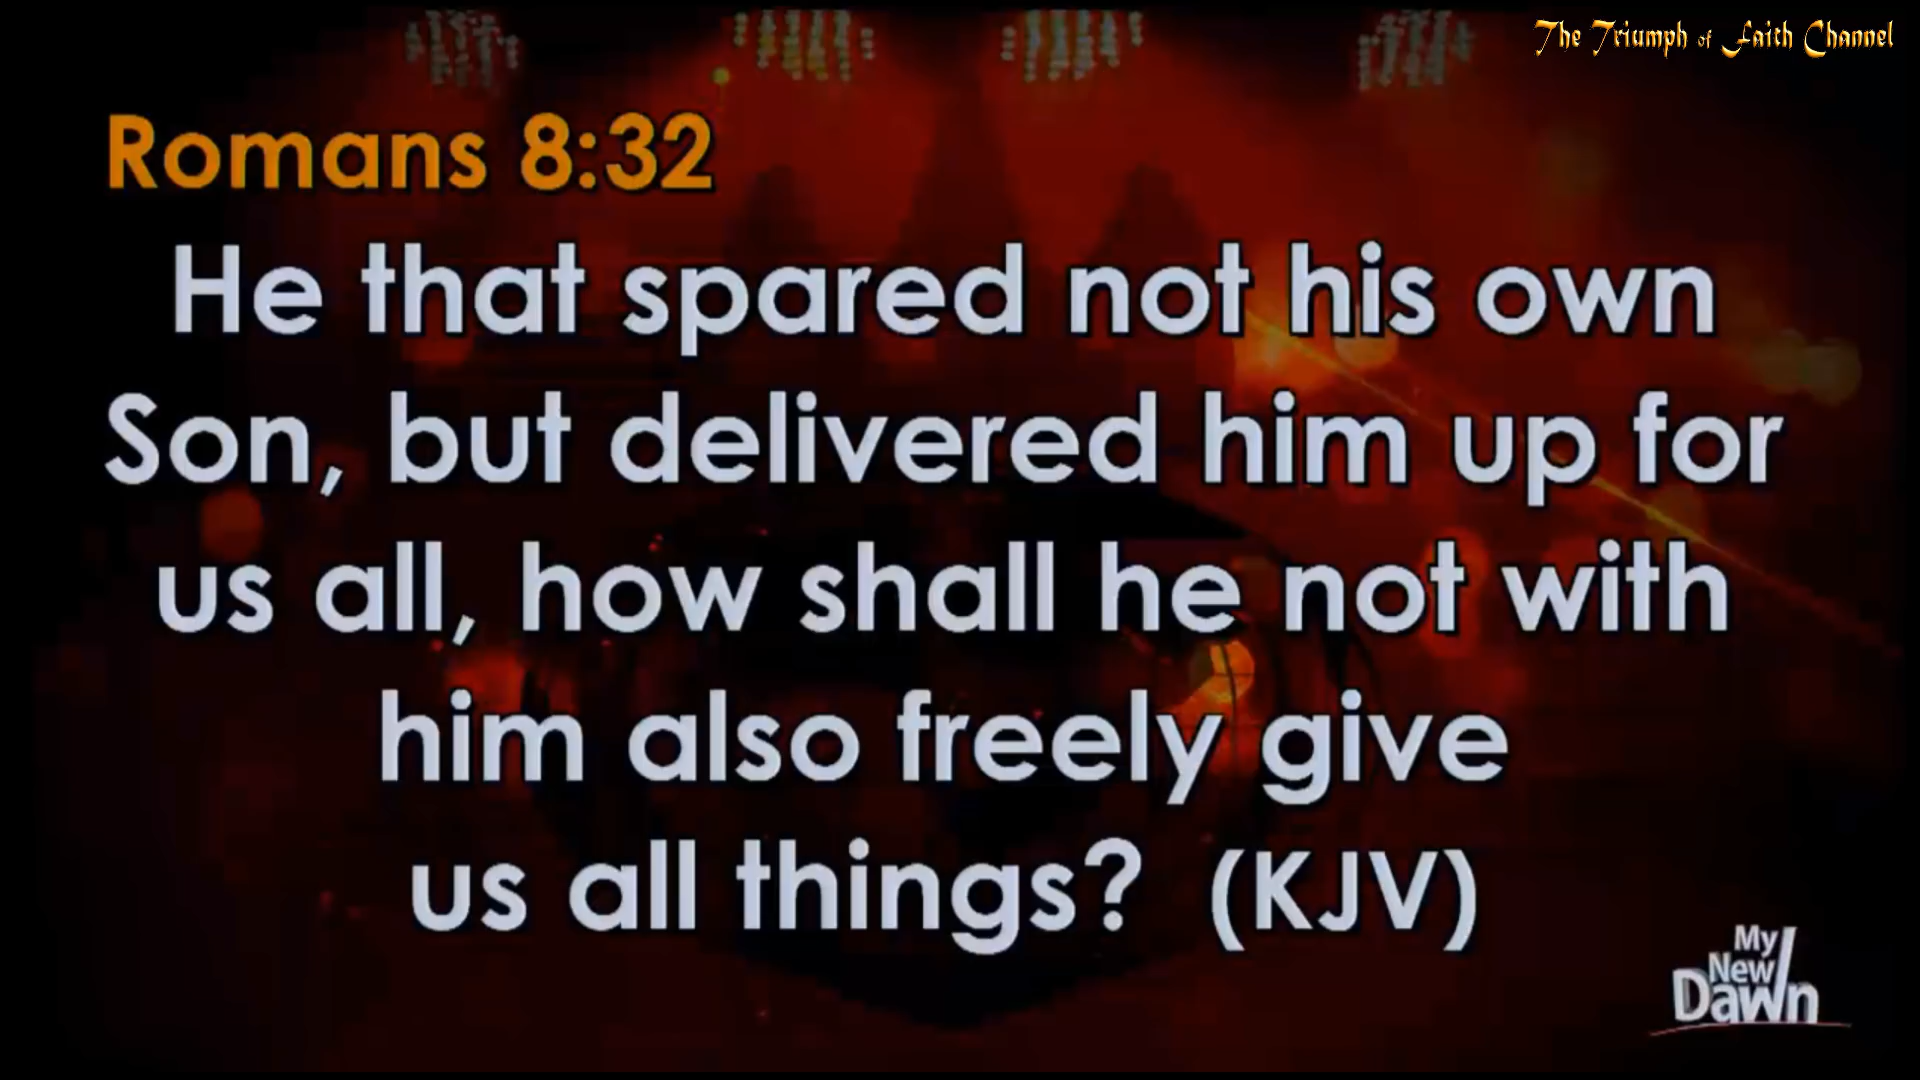 The Triumph of Faith Channel
Romans 8:32
He that spared not his own
Son, but delivered him up for
us all, how shall he not with
him also freely give
us all things? (KJV)
My
New
Dawn